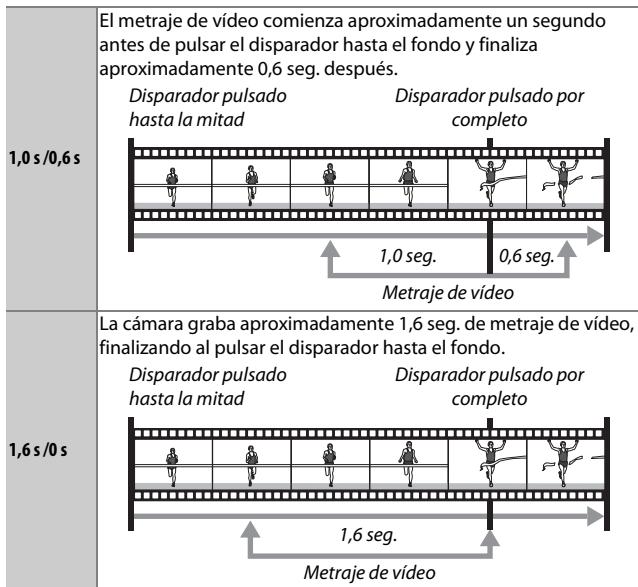 El metraje de vídeo comienza aproximadamente un segundo
antes de pulsar el disparador hasta el fondo y finaliza
aproximadamente 0,6 seg. después.
Disparador pulsado
hasta la mitad
Disparador pulsado por
completo
1,0 s/0,6 s
1,0 seg.
0,6 seg.
Metraje de vídeo
La cámara graba aproximadamente 1,6 seg. de metraje de vídeo,
finalizando al pulsar el disparador hasta el fondo.
Disparador pulsado
hasta la mitad
Disparador pulsado por
completo
1,6 s/0 s
1,6 seg.
Metraje de vídeo